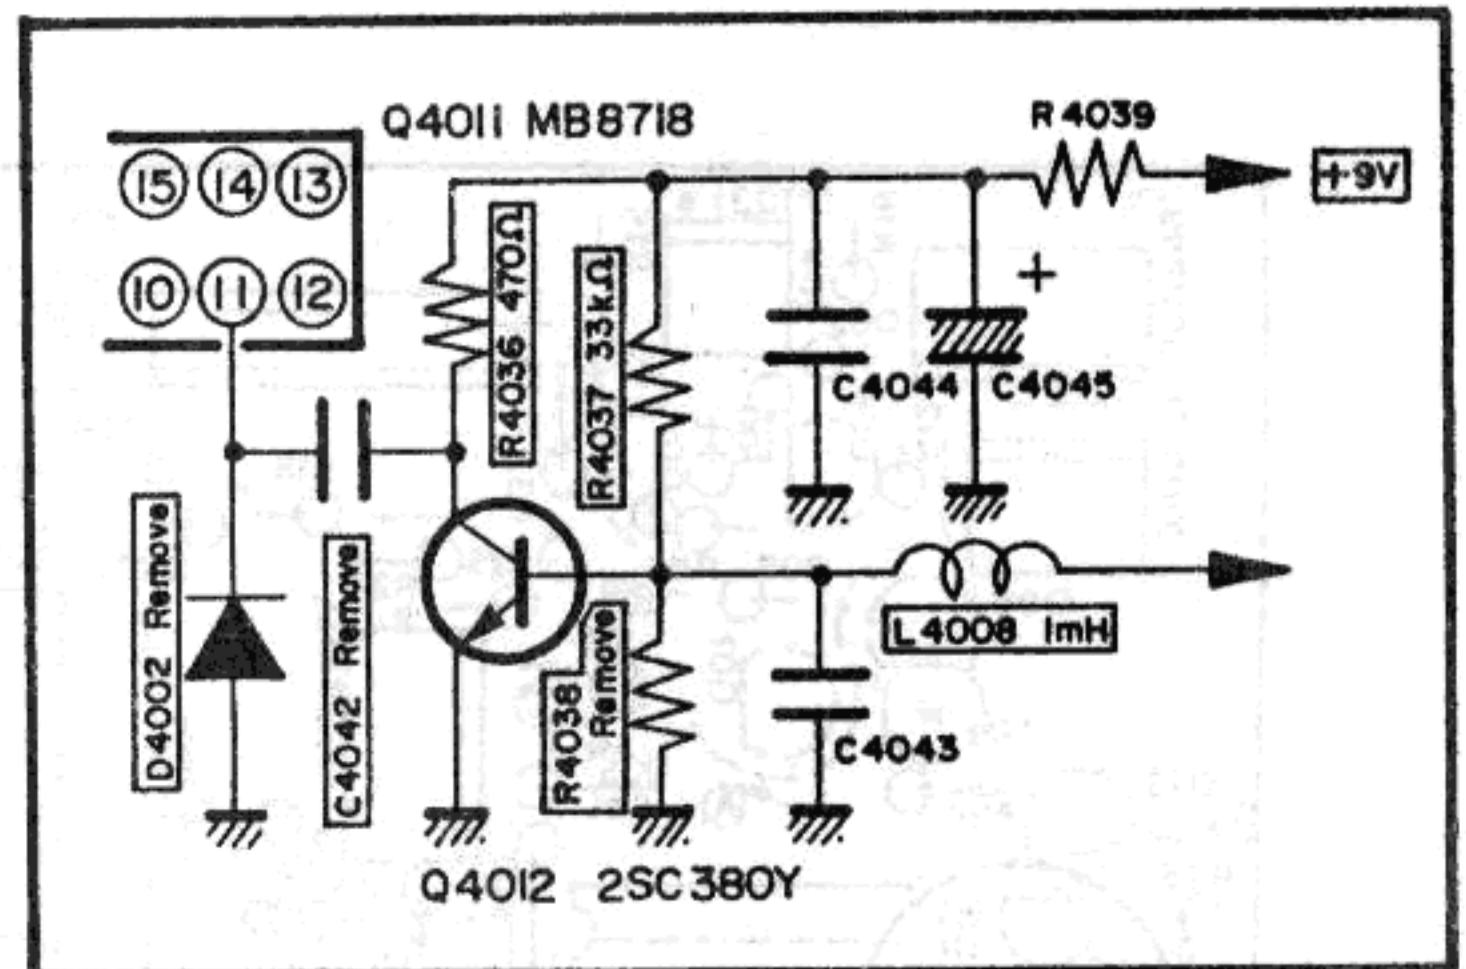 Q4011 MB8718
R4039
+9V
15 14 13
10 11 12
R4036 470Ω
R4037 33kΩ
+
C4044
C4045
D4002 Remove
C4042 Remove
R4038
Remove
L4008 1mH
C4043
Q4012 2SC380Y